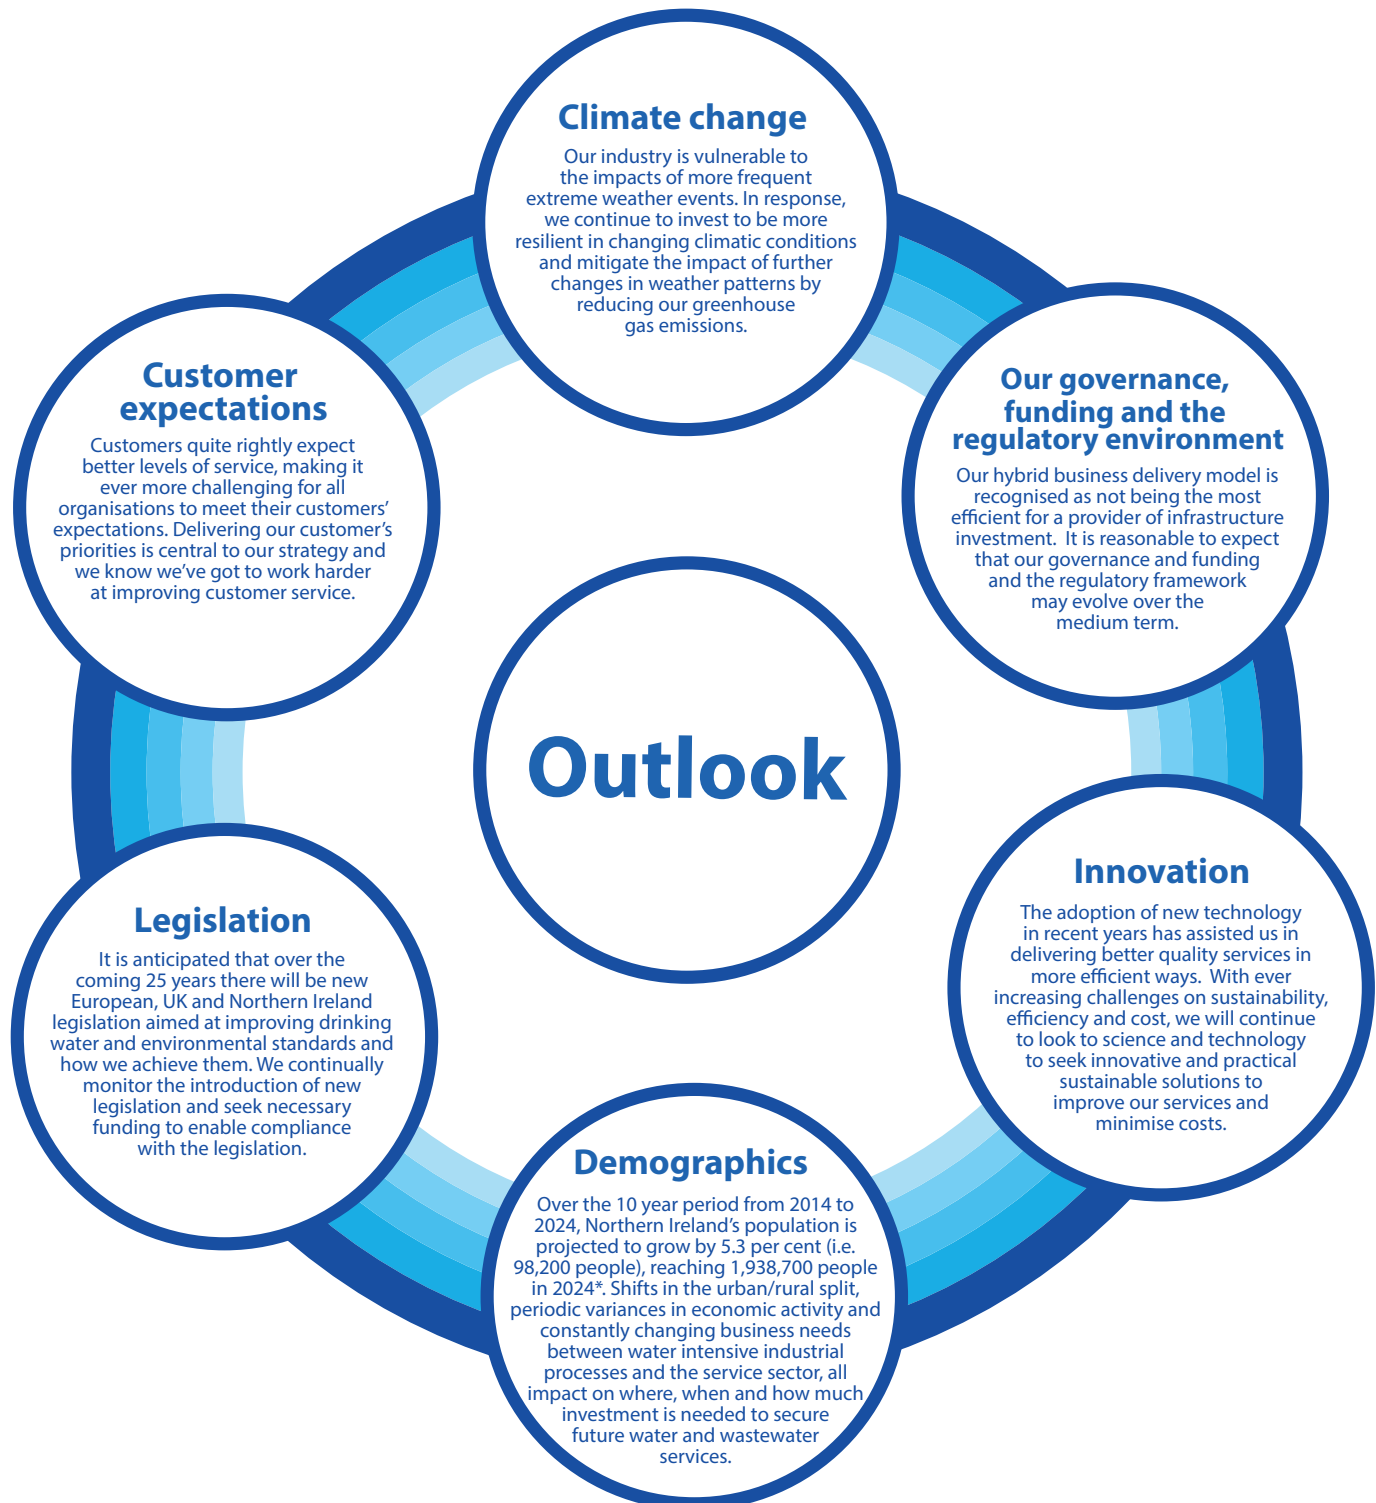 Climate change
Our industry is vulnerable to
the impacts of more frequent
extreme weather events. In response,
we continue to invest to be more
resilient in changing climatic conditions
and mitigate the impact of further
changes in weather patterns by
reducing our greenhouse
gas emissions.
Our governance,
funding and the
regulatory environment
Our hybrid business delivery model is
recognised as not being the most
efficient for a provider of infrastructure
investment.  It is reasonable to expect
that our governance and funding
and the regulatory framework
may evolve over the
medium term.
Innovation
The adoption of new technology
in recent years has assisted us in
delivering better quality services in
more efficient ways.  With ever
increasing challenges on sustainability,
efficiency and cost, we will continue
to look to science and technology
to seek innovative and practical
sustainable solutions to
improve our services and
minimise costs.
Demographics
Over the 10 year period from 2014 to
2024, Northern Ireland's population is
projected to grow by 5.3 per cent (i.e.
98,200 people), reaching 1,938,700 people
in 2024*. Shifts in the urban/rural split,
periodic variances in economic activity and
constantly changing business needs
between water intensive industrial
processes and the service sector, all
impact on where, when and how much
investment is needed to secure
future water and wastewater
services.
Legislation
It is anticipated that over the
coming 25 years there will be new
European, UK and Northern Ireland
legislation aimed at improving drinking
water and environmental standards and
how we achieve them. We continually
monitor the introduction of new
legislation and seek necessary
funding to enable compliance
with the legislation.
Customer
expectations
Customers quite rightly expect
better levels of service, making it
ever more challenging for all
organisations to meet their customers'
expectations. Delivering our customer's
priorities is central to our strategy and
we know we've got to work harder
at improving customer service.
Outlook